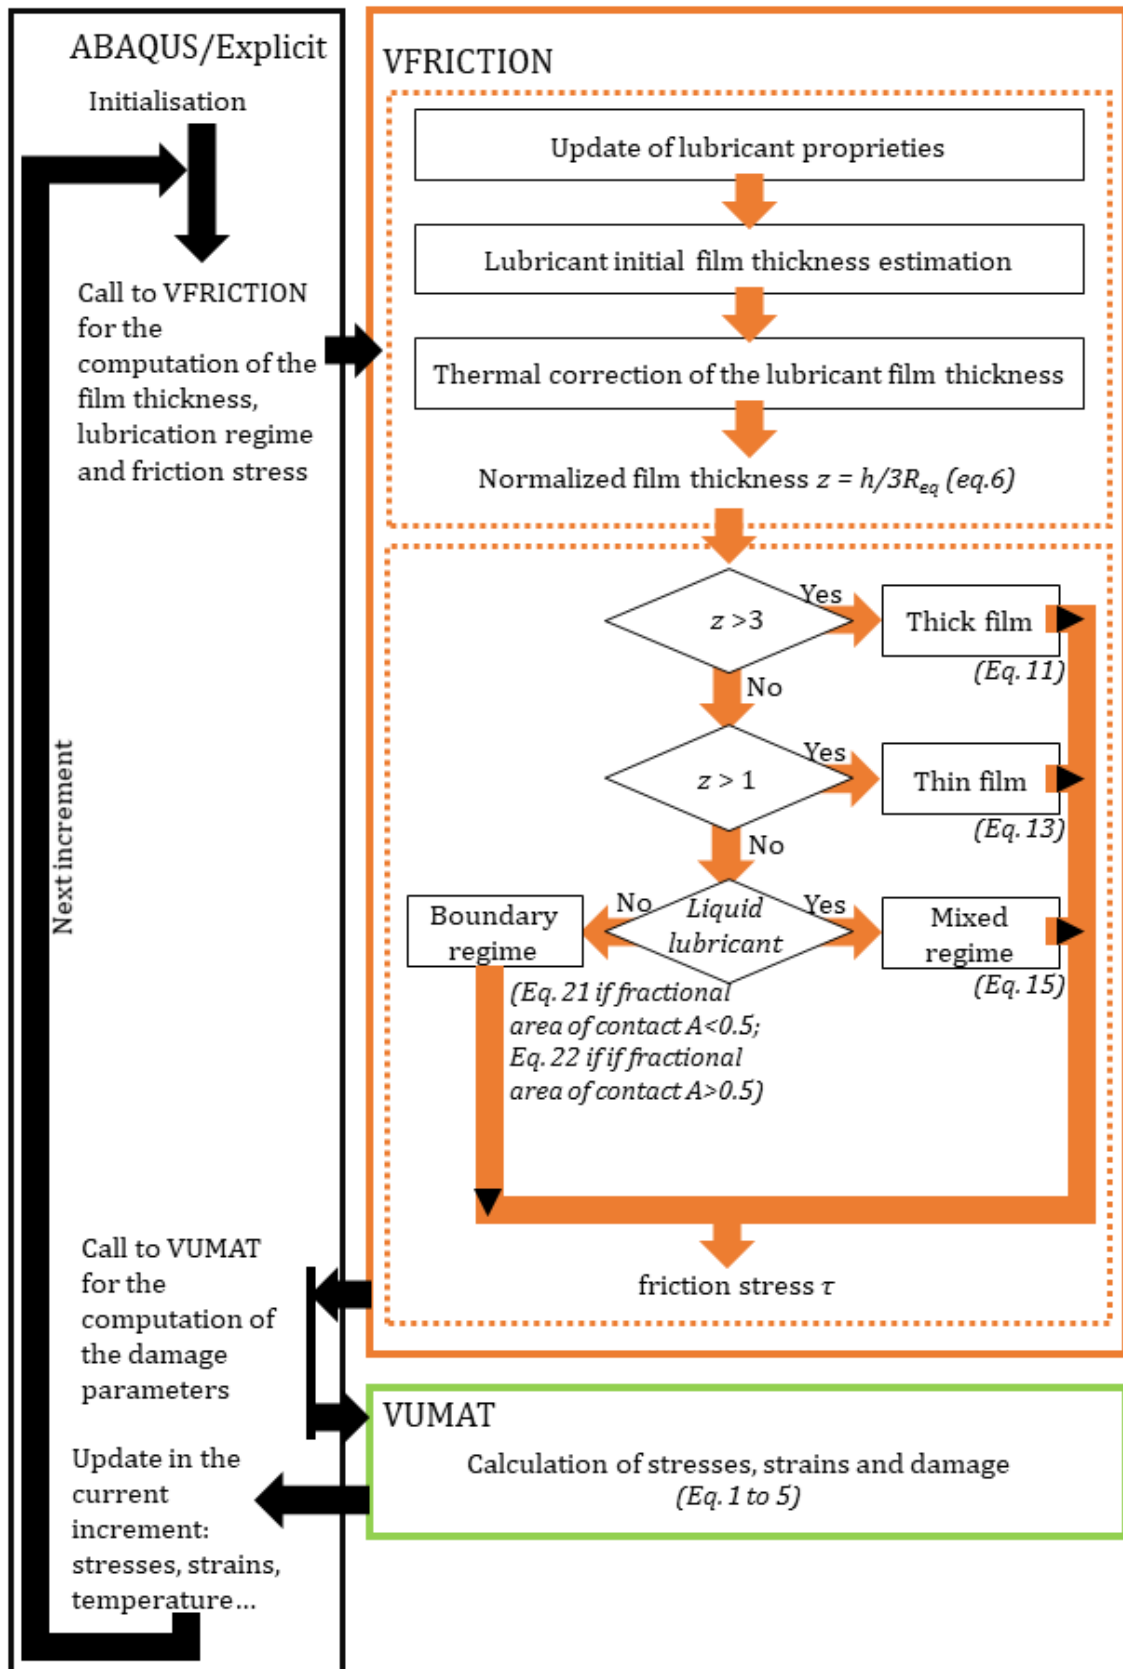 ABAQUS/Explicit
Initialisation
Call to VFRICTION
for the
computation of the
film thickness,
lubrication regime
and friction stress
Next increment
Call to VUMAT
for the
computation of
the damage
parameters
Update in the
current
increment:
stresses, strains,
temperature...
VFRICTION
Update of lubricant proprieties
Lubricant initial film thickness estimation
Thermal correction of the lubricant film thickness
Normalized film thickness z = h/3R_eq (eq.6)
z >3
Yes
Thick film
(Eq. 11)
No
z > 1
Yes
Thin film
(Eq. 13)
No
Liquid
lubricant
Yes
Mixed
regime
(Eq. 15)
No
Boundary
regime
(Eq. 21 if fractional
area of contact A<0.5;
Eq. 22 if if fractional
area of contact A>0.5)
friction stress τ
VUMAT
Calculation of stresses, strains and damage
(Eq. 1 to 5)